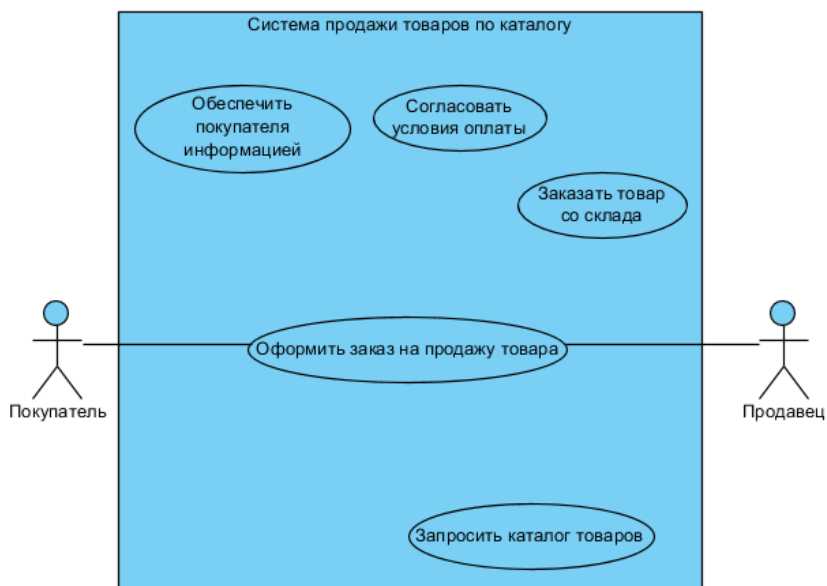 Система продажи товаров по каталогу
Обеспечить
покупателя
информацией
Согласовать
условия оплаты
Заказать товар
со склада
Оформить заказ на продажу товара
Покупатель
Продавец
Запросить каталог товаров